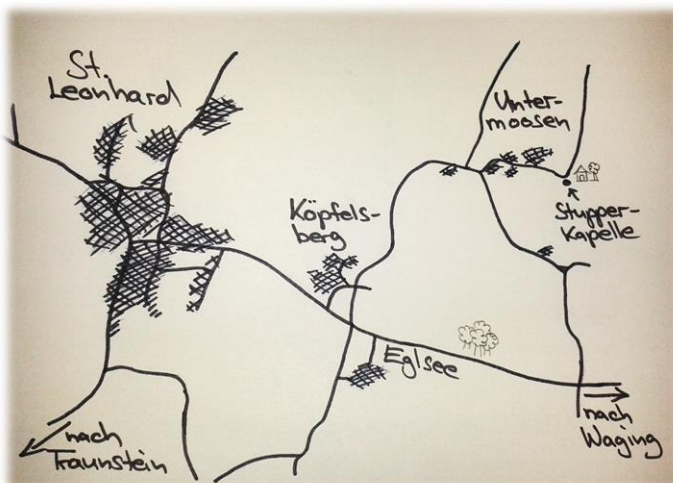 St.
Leonhard
Unter-
moosen
Stupper-
Kapelle
Köpfels-
berg
Eglsee
nach
Waging
nach
Traunstein